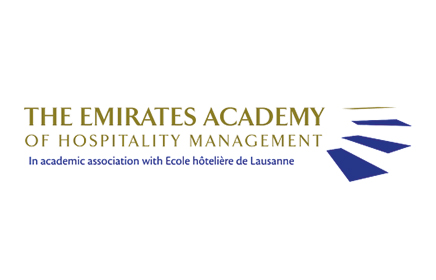 THE EMIRATES ACADEMY
OF HOSPITALITY MANAGEMENT
In academic association with Ecole hôtelière de Lausanne